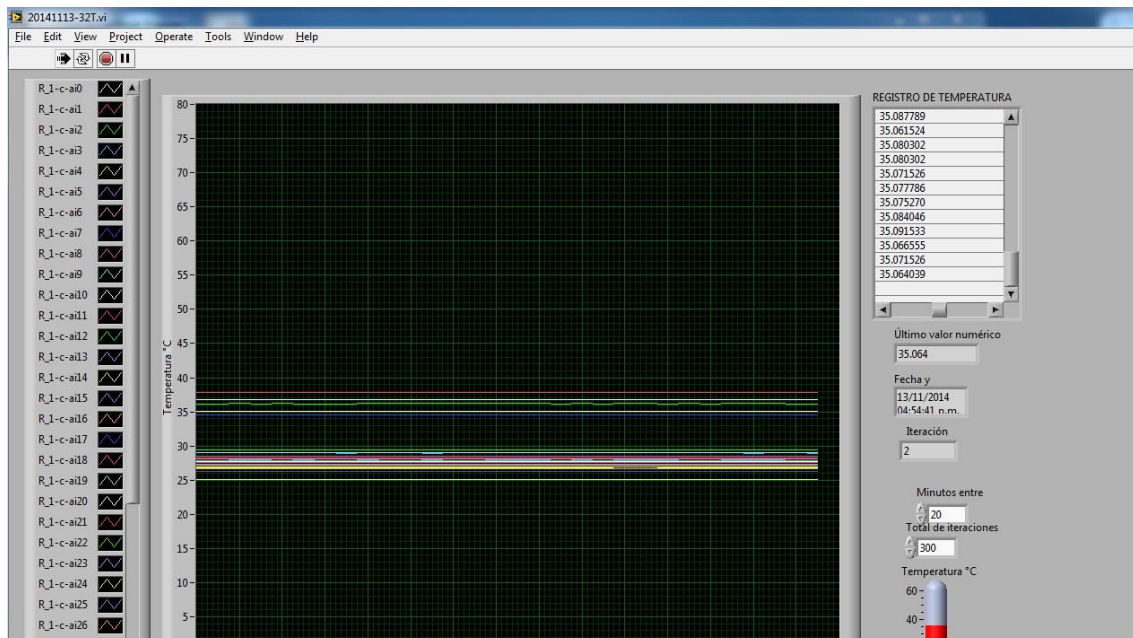 20141113-32T.vi
File Edit View Project Operate Tools Window Help
R_1-c-ai0
R_1-c-ai1
R_1-c-ai2
R_1-c-ai3
R_1-c-ai4
R_1-c-ai5
R_1-c-ai6
R_1-c-ai7
R_1-c-ai8
R_1-c-ai9
R_1-c-ai10
R_1-c-ai11
R_1-c-ai12
R_1-c-ai13
R_1-c-ai14
R_1-c-ai15
R_1-c-ai16
R_1-c-ai17
R_1-c-ai18
R_1-c-ai19
R_1-c-ai20
R_1-c-ai21
R_1-c-ai22
R_1-c-ai23
R_1-c-ai24
R_1-c-ai25
R_1-c-ai26
Temperatura °C
80
75
70
65
60
55
50
45
40
35
30
25
20
15
10
5
REGISTRO DE TEMPERATURA
35.087789
35.061524
35.080302
35.080302
35.071526
35.077786
35.075270
35.084046
35.091533
35.066555
35.071526
35.064039
Último valor numérico
35.064
Fecha y
13/11/2014
04:54:41 p.m.
Iteración
2
Minutos entre
20
Total de iteraciones
300
Temperatura °C
60
40